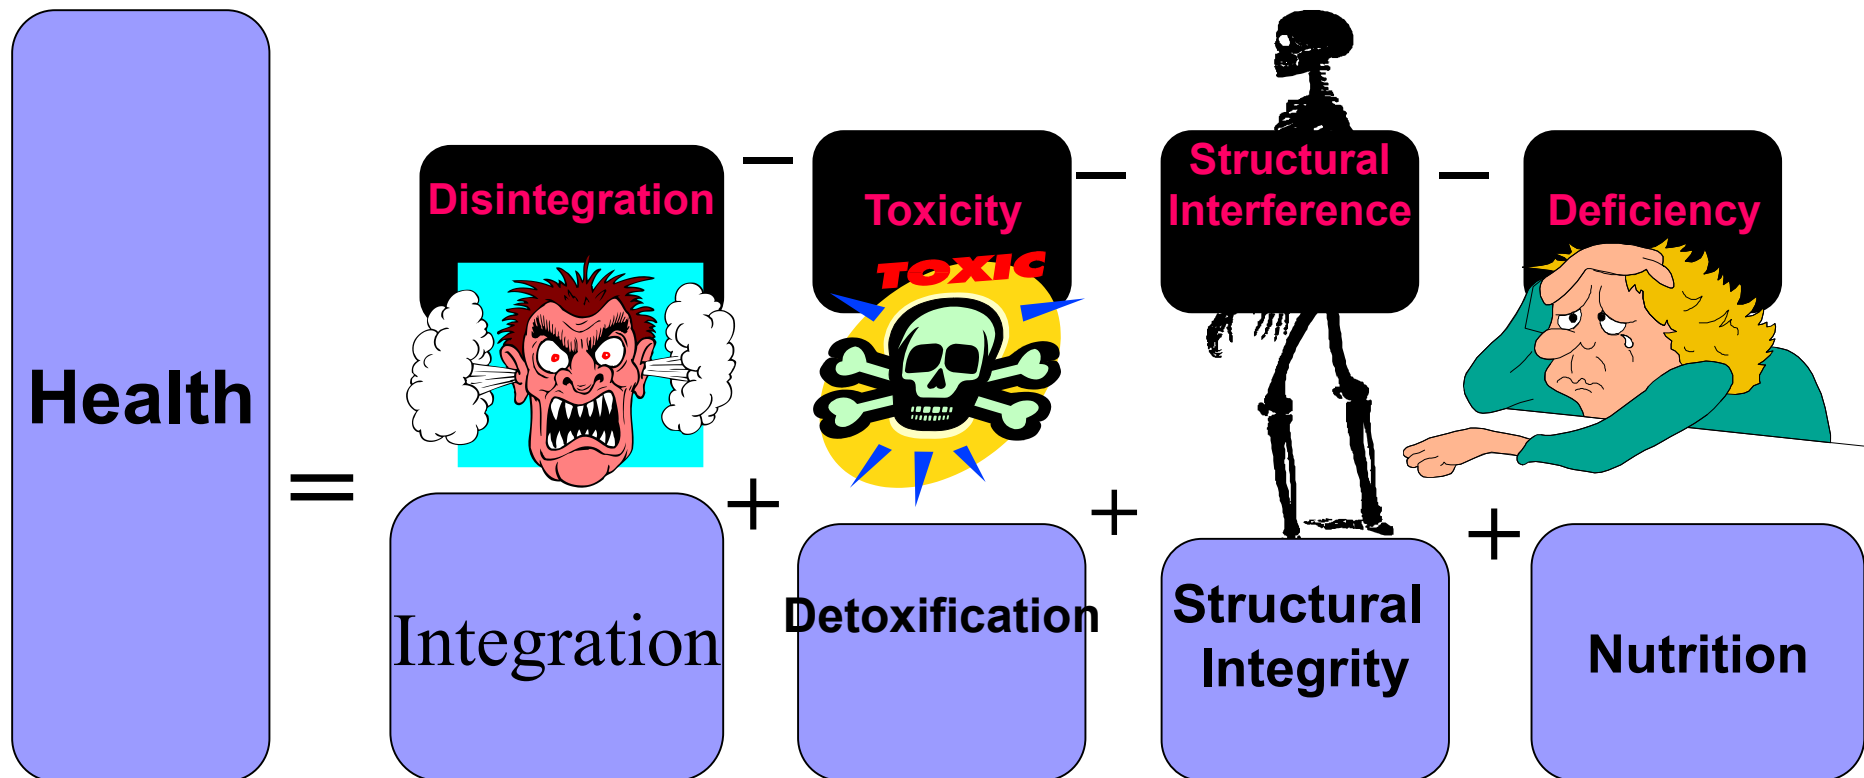 Health
=
Disintegration
–
Toxicity
–
Structural
Interference
–
Deficiency
TOXIC
Integration
+
Detoxification
+
Structural
Integrity
+
Nutrition